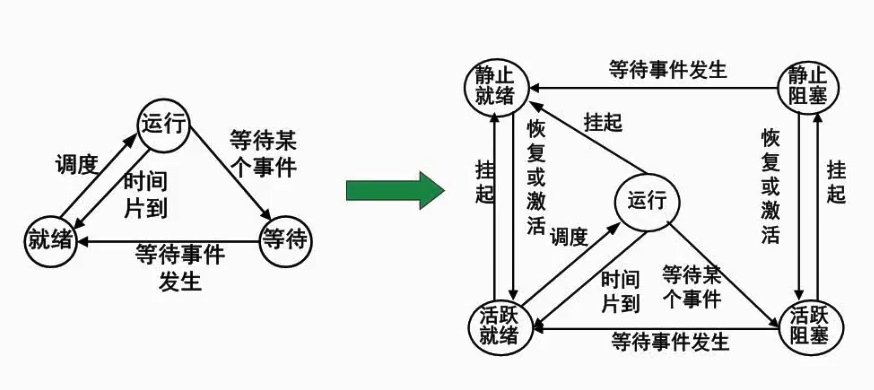 运行
调度
时间
片到
等待某
个事件
就绪
等待
等待事件
发生
静止
就绪
等待事件发生
静止
阻塞
挂起
恢复或激活
挂起
运行
恢复或激活
挂起
调度
时间
片到
等待某
个事件
活跃
就绪
等待事件发生
活跃
阻塞